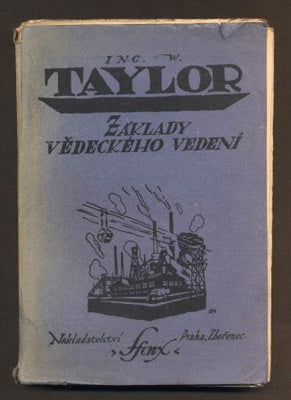 ING. W.
TAYLOR
ZÁKLADY
VĚDECKÉHO VEDENÍ
Nakladatelství „Sfinx“ Praha, Zbořenec